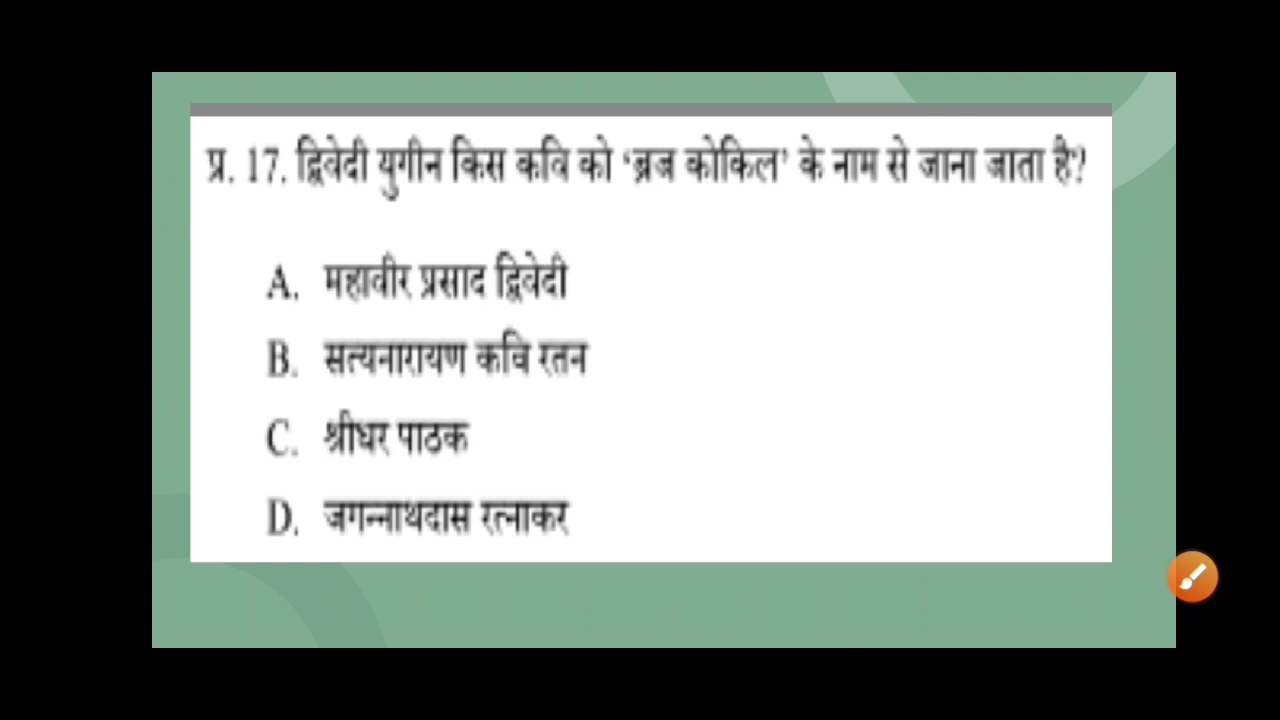 प्र. 17. द्विवेदी युगीन किस कवि को ‘ब्रज कोकिल’ के नाम से जाना जाता है?
A. महावीर प्रसाद द्विवेदी
B. सत्यनारायण कवि रतन
C. श्रीधर पाठक
D. जगन्नाथदास रत्नाकर